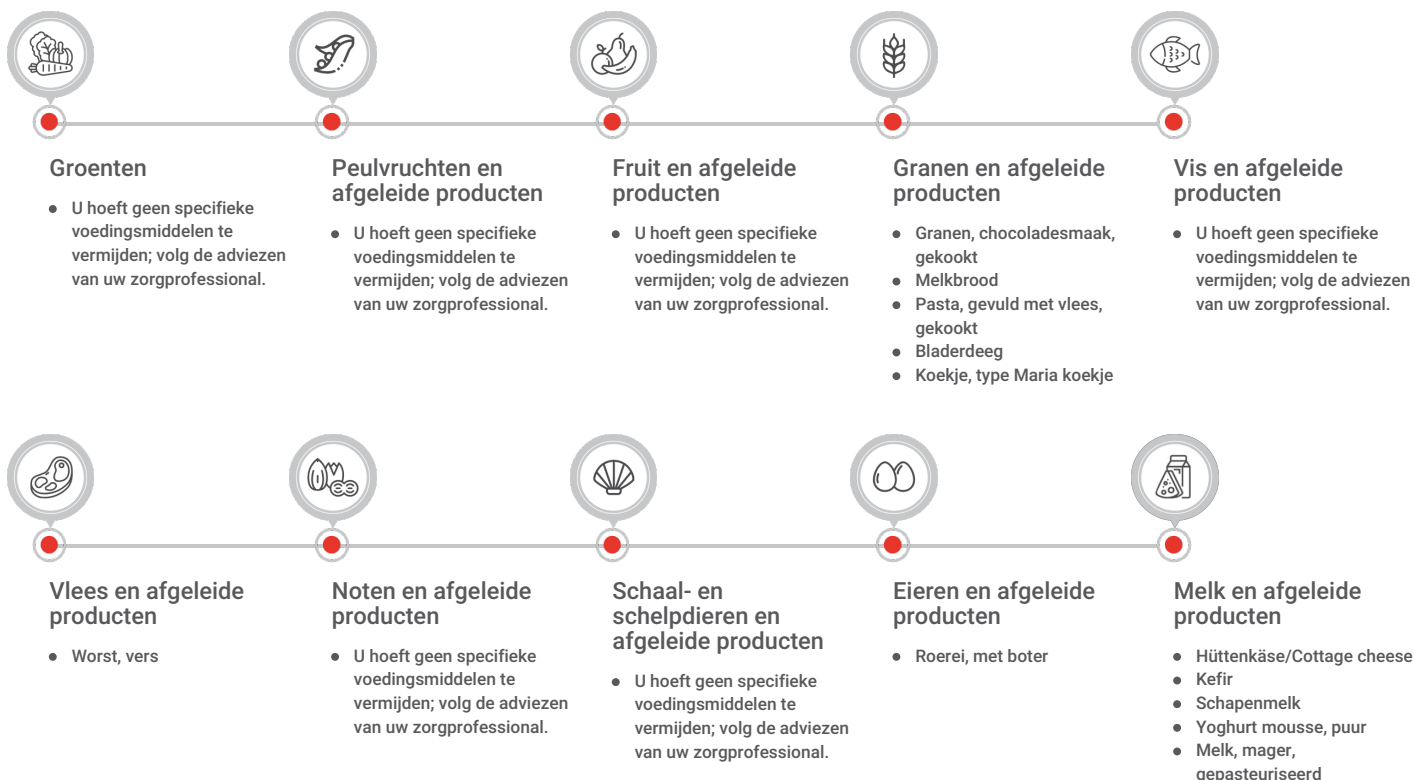 Groenten
• U hoeft geen specifieke
voedingsmiddelen te
vermijden; volg de adviezen
van uw zorgprofessional.
Peulvruchten en
afgeleide producten
• U hoeft geen specifieke
voedingsmiddelen te
vermijden; volg de adviezen
van uw zorgprofessional.
Fruit en afgeleide
producten
• U hoeft geen specifieke
voedingsmiddelen te
vermijden; volg de adviezen
van uw zorgprofessional.
Granen en afgeleide
producten
• Granen, chocoladesmaak,
gekookt
• Melkbrood
• Pasta, gevuld met vlees,
gekookt
• Bladerdeeg
• Koekje, type Maria koekje
Vis en afgeleide
producten
• U hoeft geen specifieke
voedingsmiddelen te
vermijden; volg de adviezen
van uw zorgprofessional.
Vlees en afgeleide
producten
• Worst, vers
Noten en afgeleide
producten
• U hoeft geen specifieke
voedingsmiddelen te
vermijden; volg de adviezen
van uw zorgprofessional.
Schaal- en
schelpdieren en
afgeleide producten
• U hoeft geen specifieke
voedingsmiddelen te
vermijden; volg de adviezen
van uw zorgprofessional.
Eieren en afgeleide
producten
• Roerei, met boter
Melk en afgeleide
producten
• Hüttenkäse/Cottage cheese
• Kefir
• Schapenmelk
• Yoghurt mousse, puur
• Melk, mager,
gepasteuriseerd